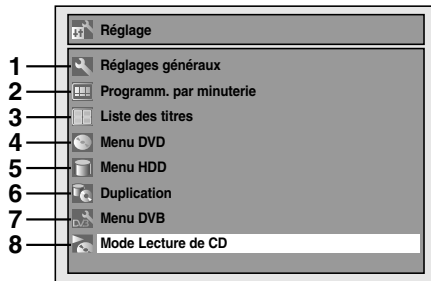 Réglage
1 Réglages généraux
2 Programm. par minuterie
3 Liste des titres
4 Menu DVD
5 Menu HDD
6 Duplication
7 Menu DVB
8 Mode Lecture de CD